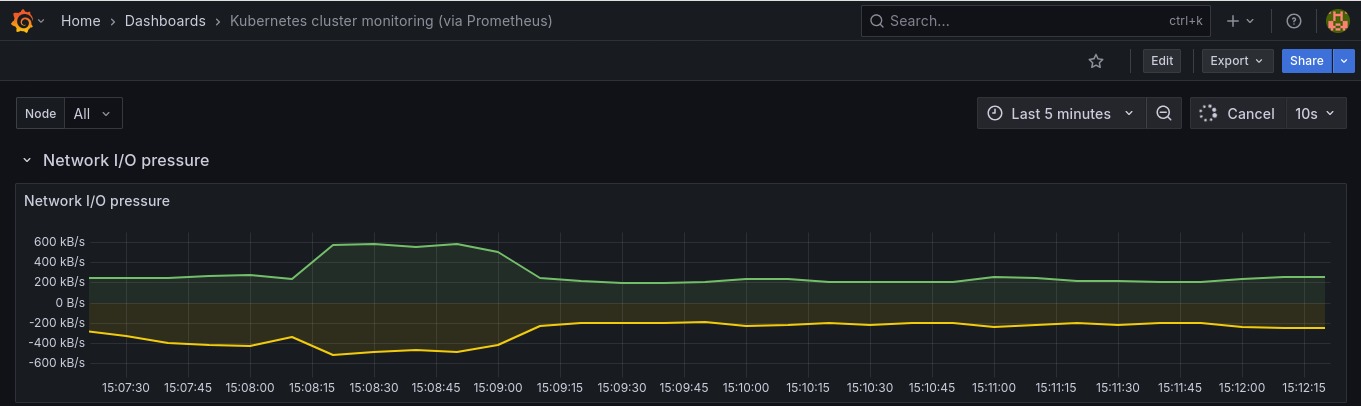 Home › Dashboards › Kubernetes cluster monitoring (via Prometheus) Search... ctrl+k
Edit Export Share
Node All Last 5 minutes Cancel 10s
Network I/O pressure
Network I/O pressure
600 kB/s
400 kB/s
200 kB/s
0 B/s
-200 kB/s
-400 kB/s
-600 kB/s
15:07:30 15:07:45 15:08:00 15:08:15 15:08:30 15:08:45 15:09:00 15:09:15 15:09:30 15:09:45 15:10:00 15:10:15 15:10:30 15:10:45 15:11:00 15:11:15 15:11:30 15:11:45 15:12:00 15:12:15